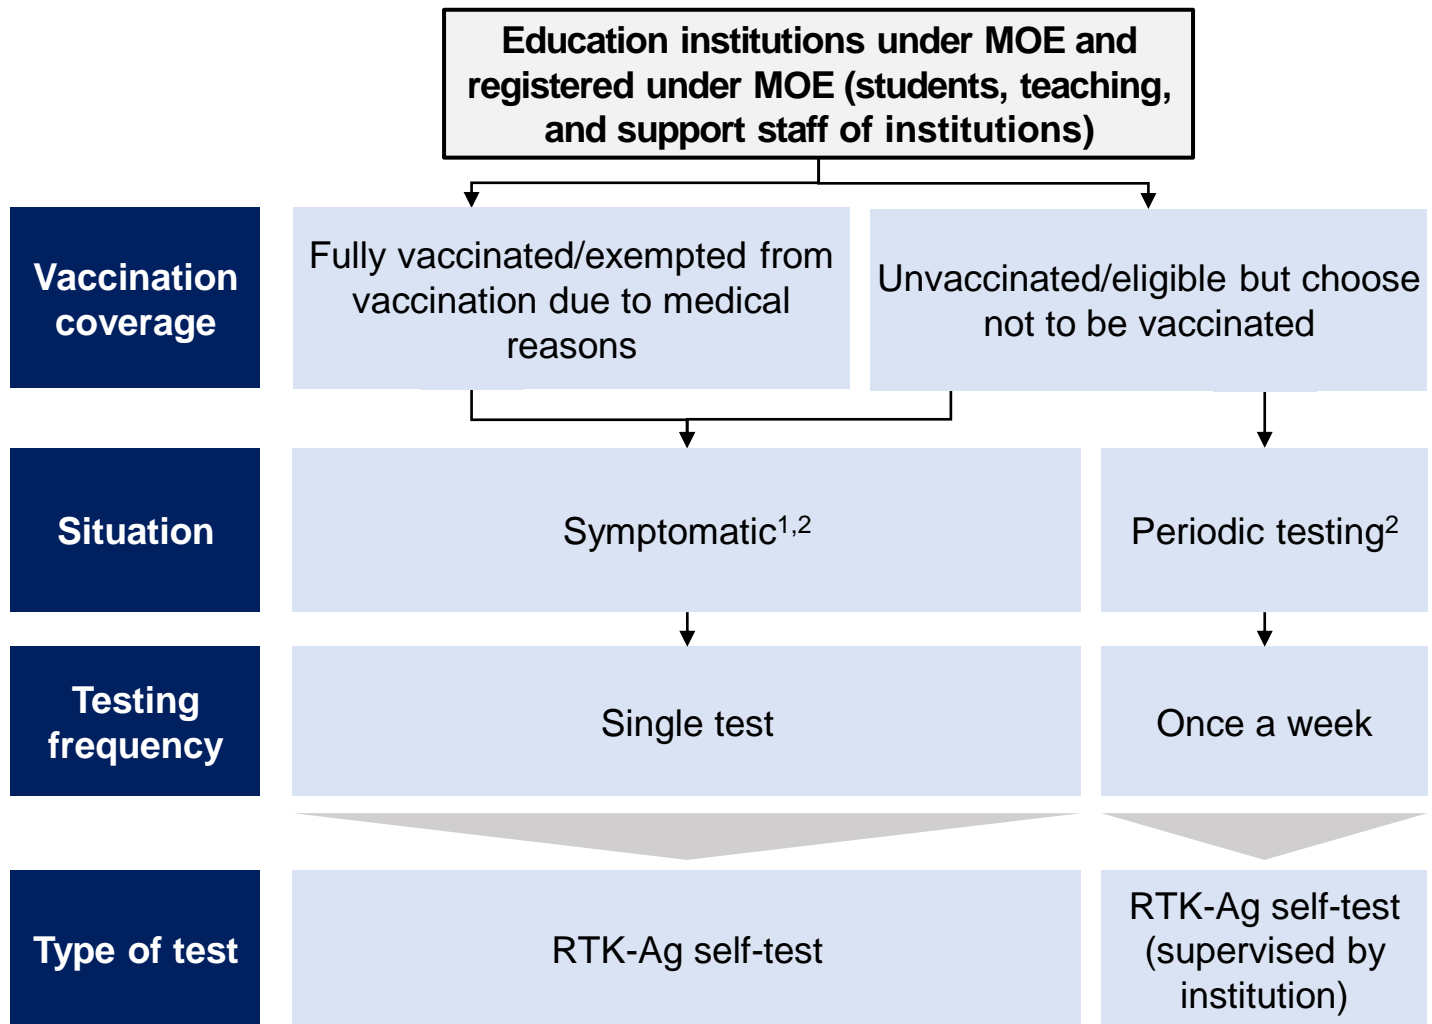 Education institutions under MOE and
registered under MOE (students, teaching,
and support staff of institutions)
Vaccination
coverage
Fully vaccinated/exempted from
vaccination due to medical
reasons
Unvaccinated/eligible but choose
not to be vaccinated
Situation
Symptomatic1,2
Periodic testing2
Testing
frequency
Single test
Once a week
Type of test
RTK-Ag self-test
RTK-Ag self-test
(supervised by
institution)